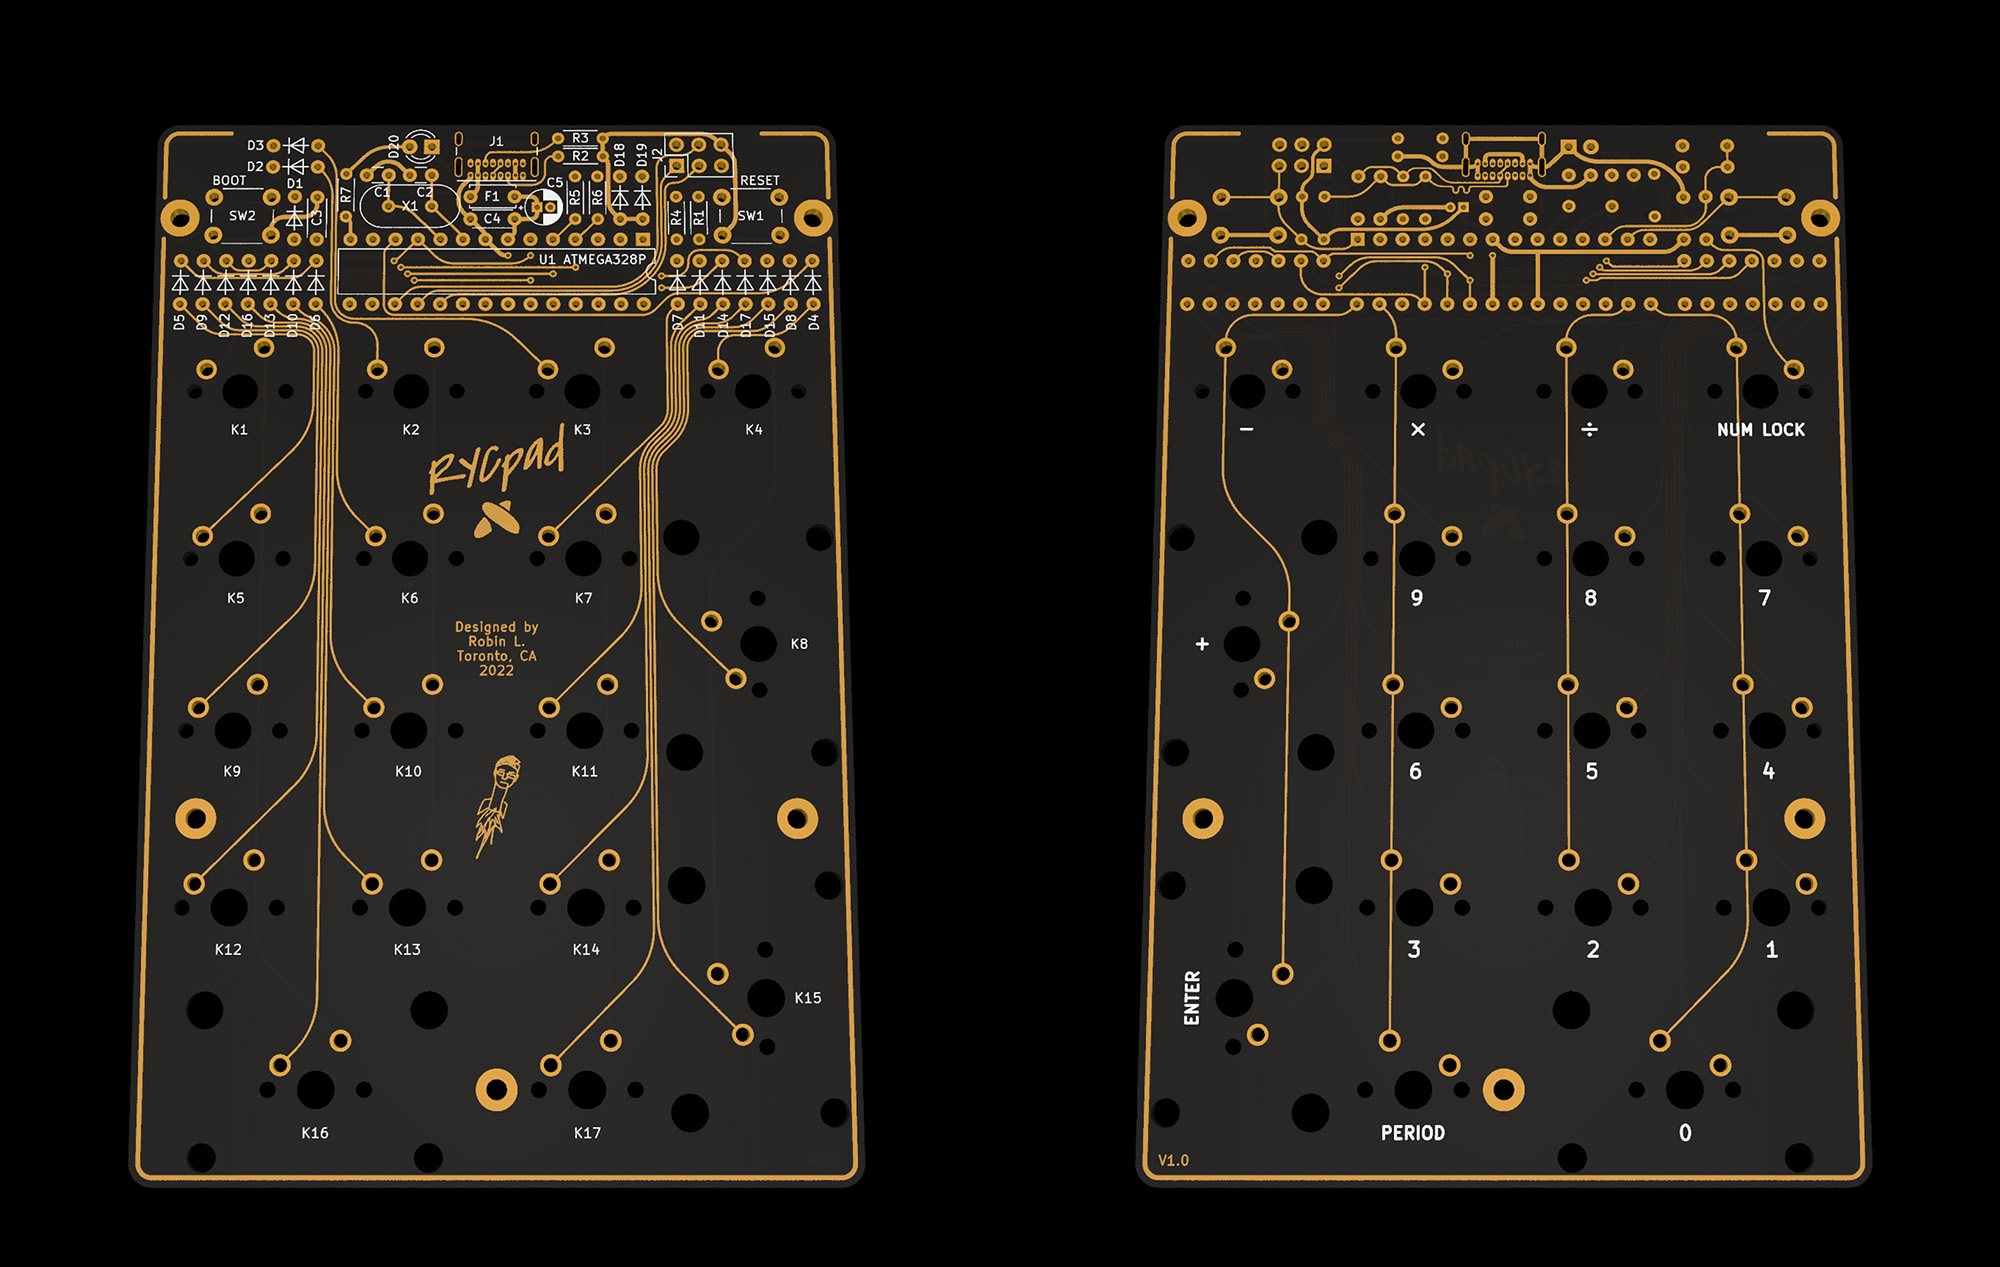 D3
D2
D20
J1
R3
R2
D18
D19
J2
BOOT
D1
R7
C1
C2
X1
F1
C4
C5
R5
R6
RESET
SW2
C3
R4
R1
SW1
U1 ATMEGA328P
D5
D9
D12
D16
D13
D10
D6
D7
D11
D14
D17
D15
D8
D4
K1
K2
K3
K4
RYCpad
K5
K6
K7
Designed by
Robin L.
Toronto, CA
2022
K8
K9
K10
K11
K12
K13
K14
K15
K16
K17
−
×
÷
NUM LOCK
9
8
7
+
6
5
4
3
2
1
ENTER
PERIOD
0
V1.0